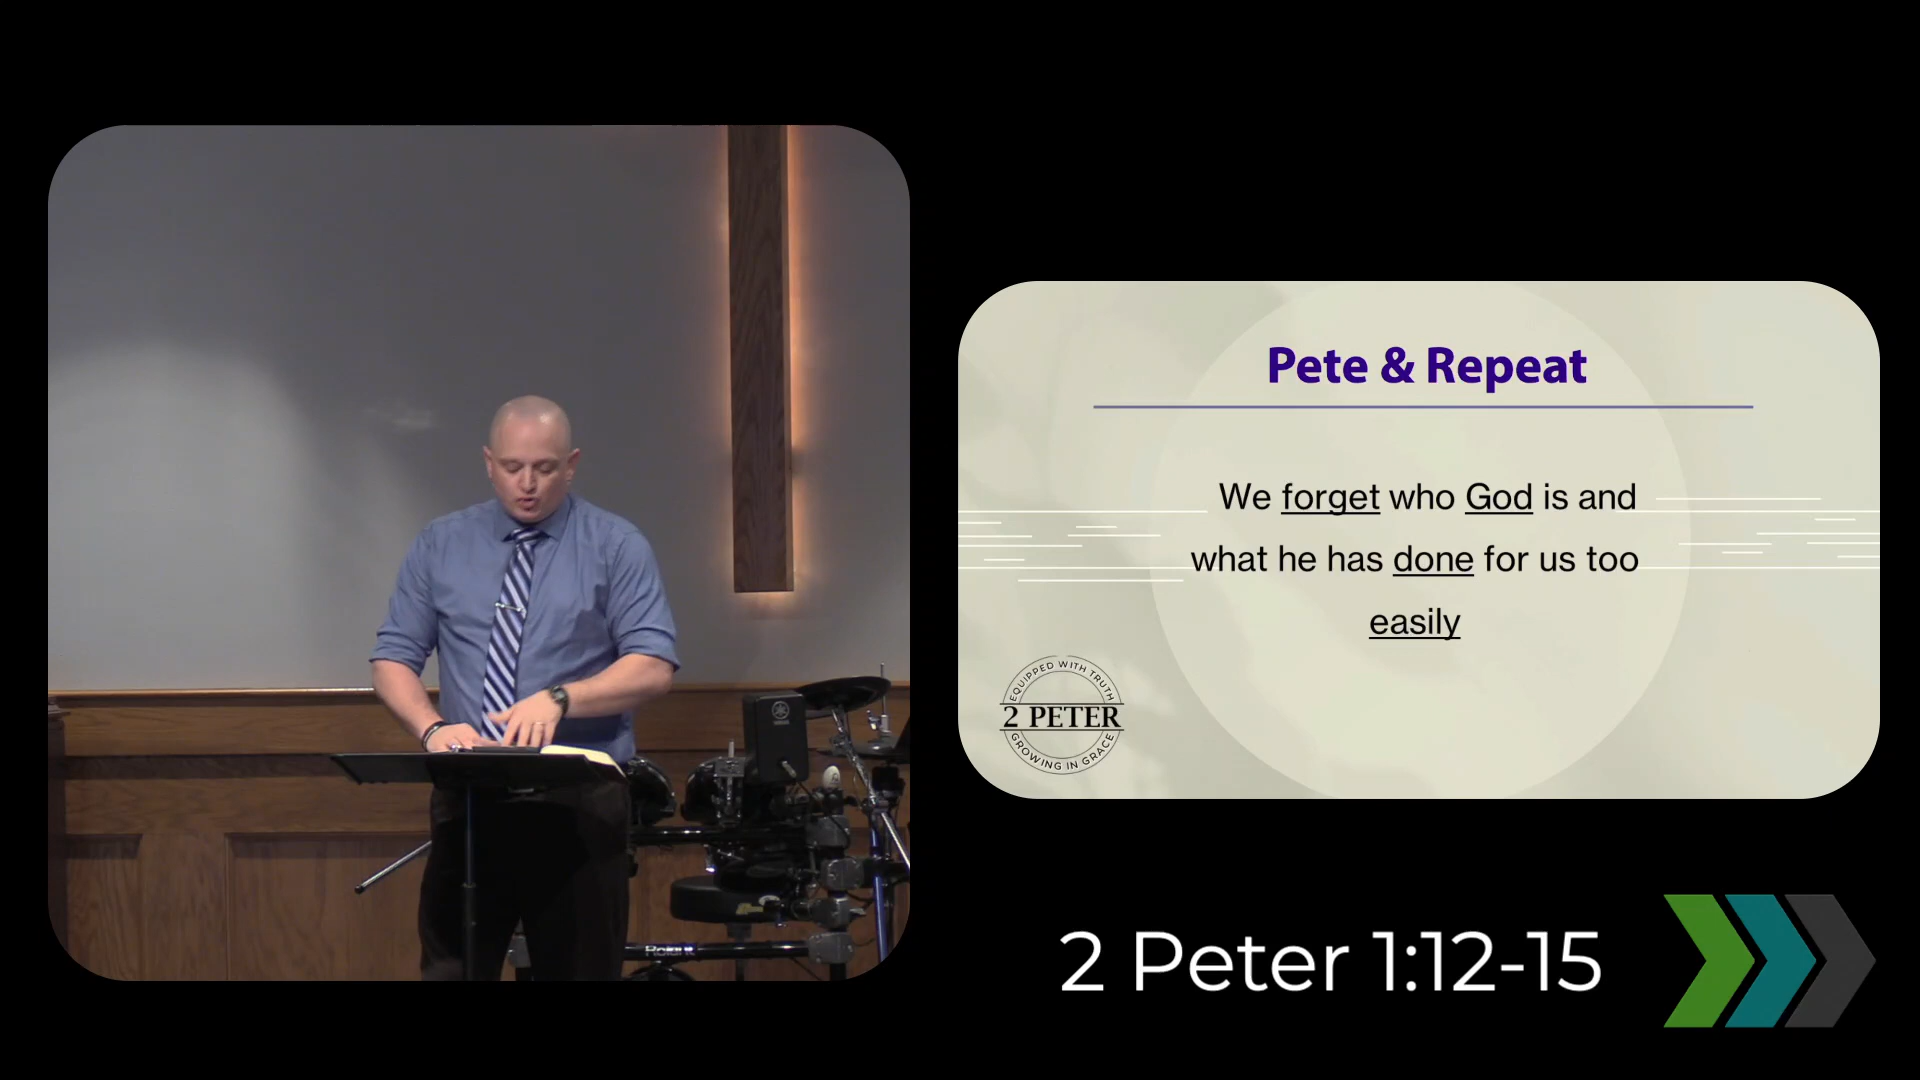 Pete & Repeat
We forget who God is and
what he has done for us too
easily
EQUIPPED WITH TRUTH
2 PETER
GROWING IN GRACE
Roland
2 Peter 1:12-15